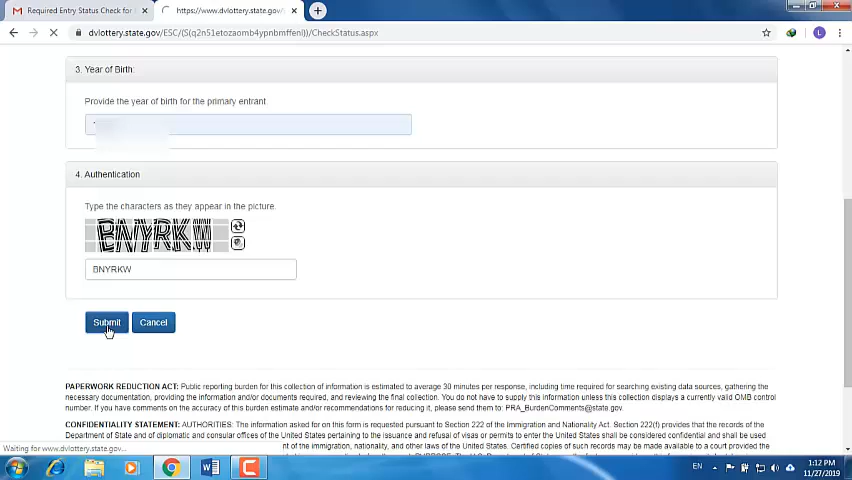 Required Entry Status Check for
https://www.dvlottery.state.gov/
dvlottery.state.gov/ESC/(S(q2n51etozaomb4ypnbmffenl))/CheckStatus.aspx
L
3. Year of Birth:
Provide the year of birth for the primary entrant.
4. Authentication
Type the characters as they appear in the picture.
BNYRKW
BNYRKW
Submit Cancel
PAPERWORK REDUCTION ACT: Public reporting burden for this collection of information is estimated to average 30 minutes per response, including time required for searching existing data sources, gathering the
necessary documentation, providing the information and/or documents required, and reviewing the final collection. You do not have to supply this information unless this collection displays a currently valid OMB control
number. If you have comments on the accuracy of this burden estimate and/or recommendations for reducing it, please send them to: PRA_BurdenComments@state.gov.
CONFIDENTIALITY STATEMENT: AUTHORITIES: The information asked for on this form is requested pursuant to Section 222 of the Immigration and Nationality Act. Section 222(f) provides that the records of the
Department of State and of diplomatic and consular offices of the United States pertaining to the issuance and refusal of visas or permits to enter the United States shall be considered confidential and shall be used
immigration, nationality, and other laws of the United States. Certified copies of such records may be made available to a court provided the
Waiting for www.dvlottery.state.gov...
EN
1:12 PM
11/27/2019